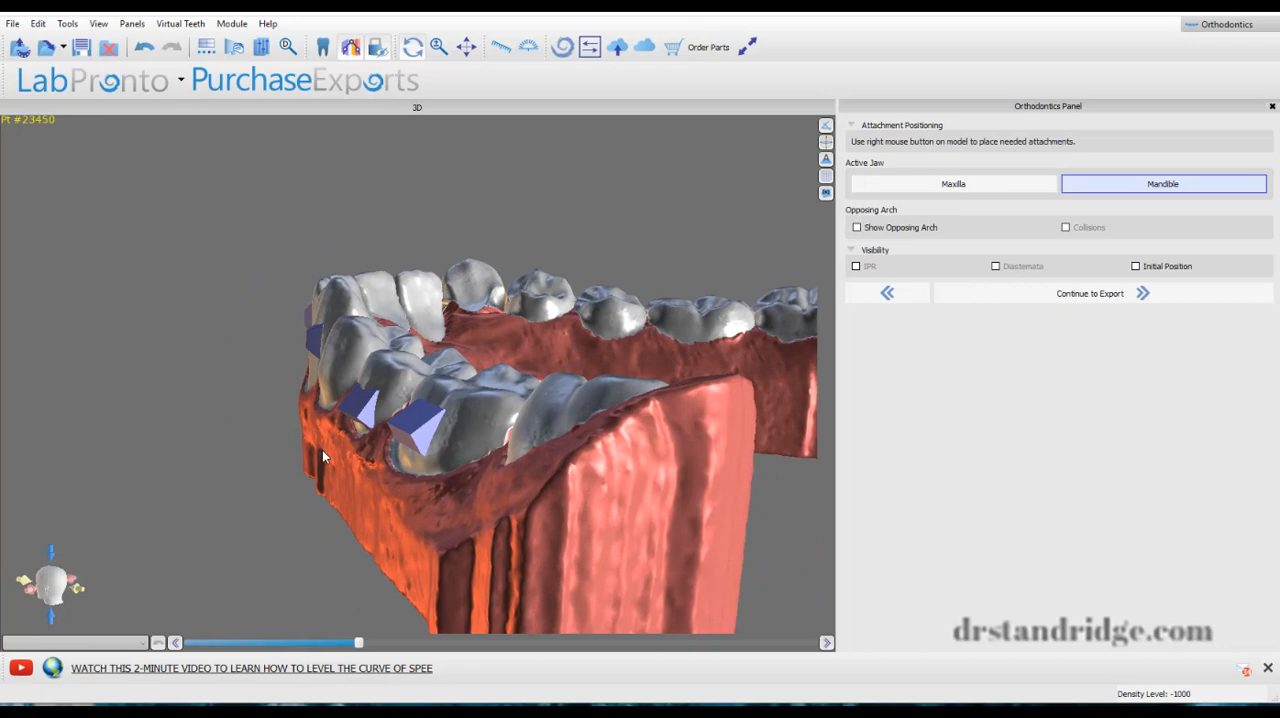 File Edit Tools View Panels Virtual Teeth Module Help
Orthodontics
Order Parts
LabPronto PurchaseExports
3D
Pt #23450
Orthodontics Panel
Attachment Positioning
Use right mouse button on model to place needed attachments.
Active Jaw
Maxilla Mandible
Opposing Arch
Show Opposing Arch Collisions
Visibility
IPR Diastemata Initial Position
Continue to Export
drstandridge.com
WATCH THIS 2-MINUTE VIDEO TO LEARN HOW TO LEVEL THE CURVE OF SPEE
Density Level: -1000